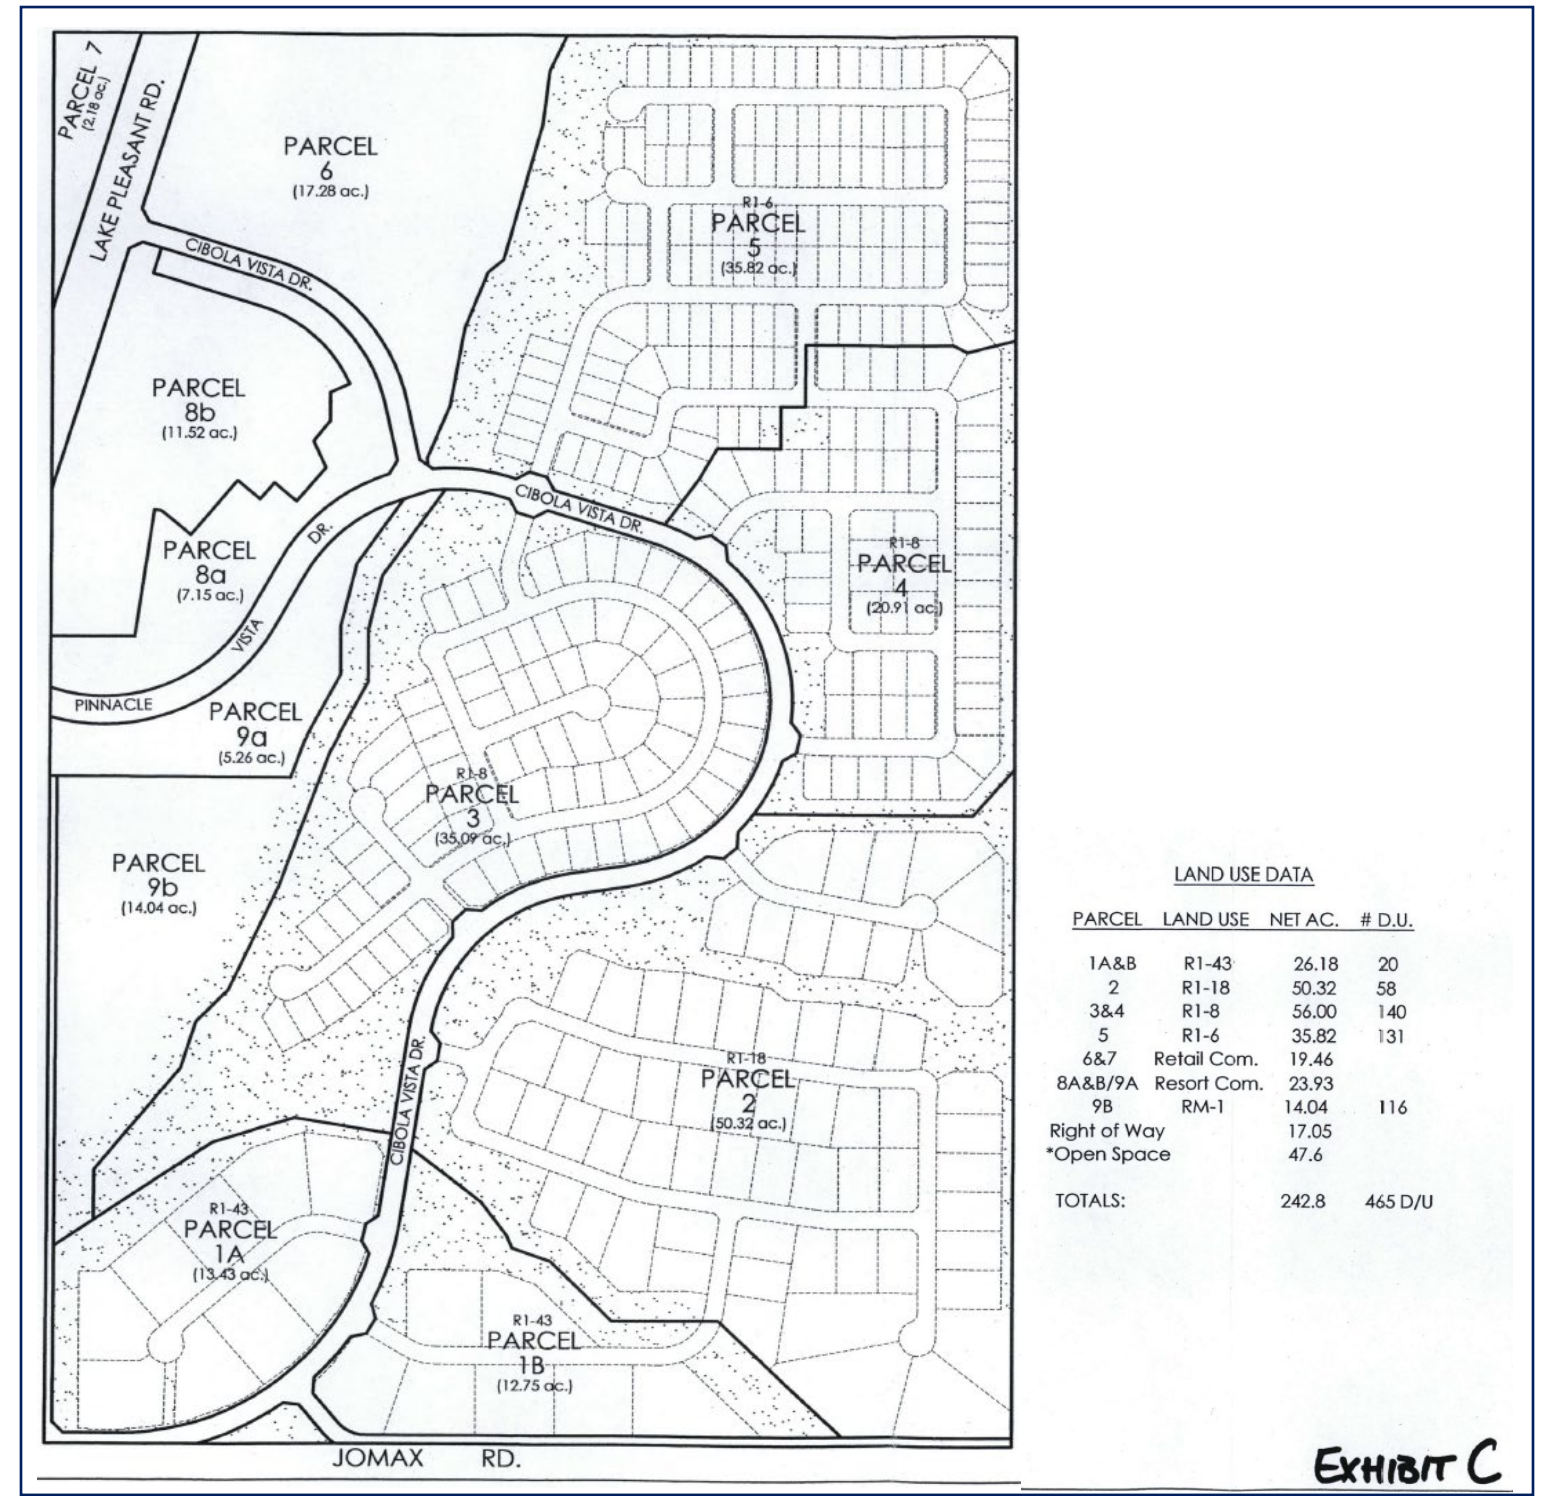 PARCEL 7
(2.18 ac.)
LAKE PLEASANT RD.
PARCEL
6
(17.28 ac.)
CIBOLA VISTA DR.
R1-6
PARCEL
5
(35.82 ac.)
PARCEL
8b
(11.52 ac.)
CIBOLA VISTA DR.
PARCEL
8a
(7.15 ac.)
R1-8
PARCEL
4
(20.91 ac.)
PINNACLE
VISTA
DR.
PARCEL
9a
(5.26 ac.)
R1-8
PARCEL
3
(35.09 ac.)
PARCEL
9b
(14.04 ac.)
R1-18
PARCEL
2
(50.32 ac.)
CIBOLA VISTA DR.
R1-43
PARCEL
1A
(13.43 ac.)
R1-43
PARCEL
1B
(12.75 ac.)
JOMAX RD.
LAND USE DATA
PARCEL LAND USE NET AC. # D.U.
1A&B R1-43 26.18 20
2 R1-18 50.32 58
3&4 R1-8 56.00 140
5 R1-6 35.82 131
6&7 Retail Com. 19.46
8A&B/9A Resort Com. 23.93
9B RM-1 14.04 116
Right of Way 17.05
*Open Space 47.6
TOTALS: 242.8 465 D/U
EXHIBIT C